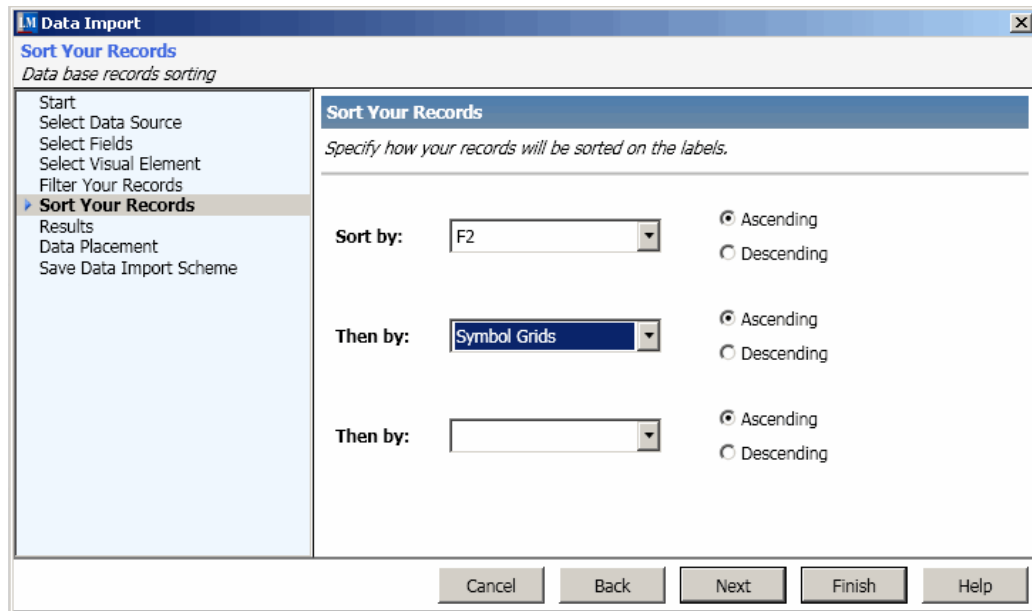 LM Data Import
Sort Your Records
Data base records sorting
Start
Select Data Source
Select Fields
Select Visual Element
Filter Your Records
Sort Your Records
Results
Data Placement
Save Data Import Scheme
Sort Your Records
Specify how your records will be sorted on the labels.
Sort by: F2 Ascending
Descending
Then by: Symbol Grids Ascending
Descending
Then by: Ascending
Descending
Cancel Back Next Finish Help